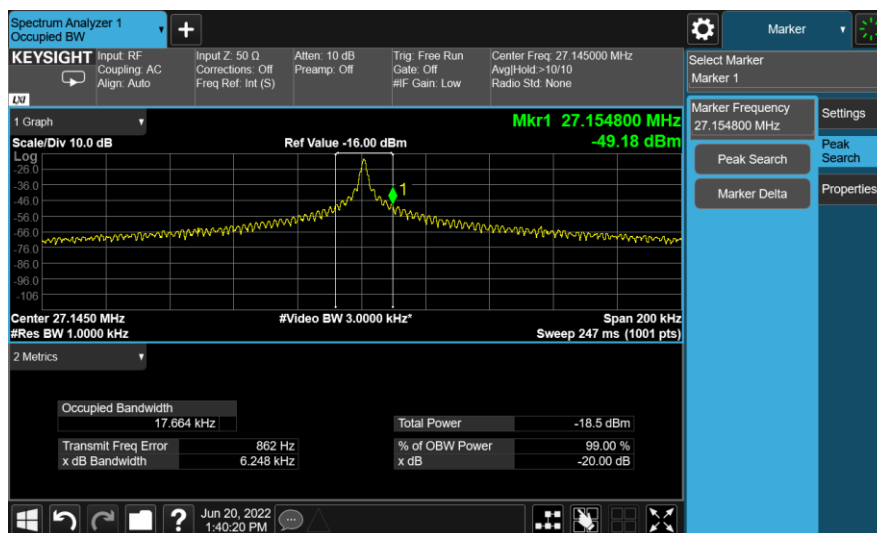 Spectrum Analyzer 1
Occupied BW
+
Marker
KEYSIGHT
Input: RF
Coupling: AC
Align: Auto
Input Z: 50 Ω
Corrections: Off
Freq Ref: Int (S)
Atten: 10 dB
Preamp: Off
Trig: Free Run
Gate: Off
#IF Gain: Low
Center Freq: 27.145000 MHz
Avg|Hold:>10/10
Radio Std: None
LXI
Select Marker
Marker 1
Marker Frequency
27.154800 MHz
Peak Search
Marker Delta
Settings
Peak
Search
Properties
1 Graph
Mkr1 27.154800 MHz
-49.18 dBm
Scale/Div 10.0 dB
Ref Value -16.00 dBm
Log
-26.0
-36.0
-46.0
-56.0
-66.0
-76.0
-86.0
-96.0
-106
1
Center 27.1450 MHz
#Video BW 3.0000 kHz*
Span 200 kHz
#Res BW 1.0000 kHz
Sweep 247 ms (1001 pts)
2 Metrics
Occupied Bandwidth
17.664 kHz
Total Power -18.5 dBm
Transmit Freq Error 862 Hz
% of OBW Power 99.00 %
x dB Bandwidth 6.248 kHz
x dB -20.00 dB
?
Jun 20, 2022
1:40:20 PM